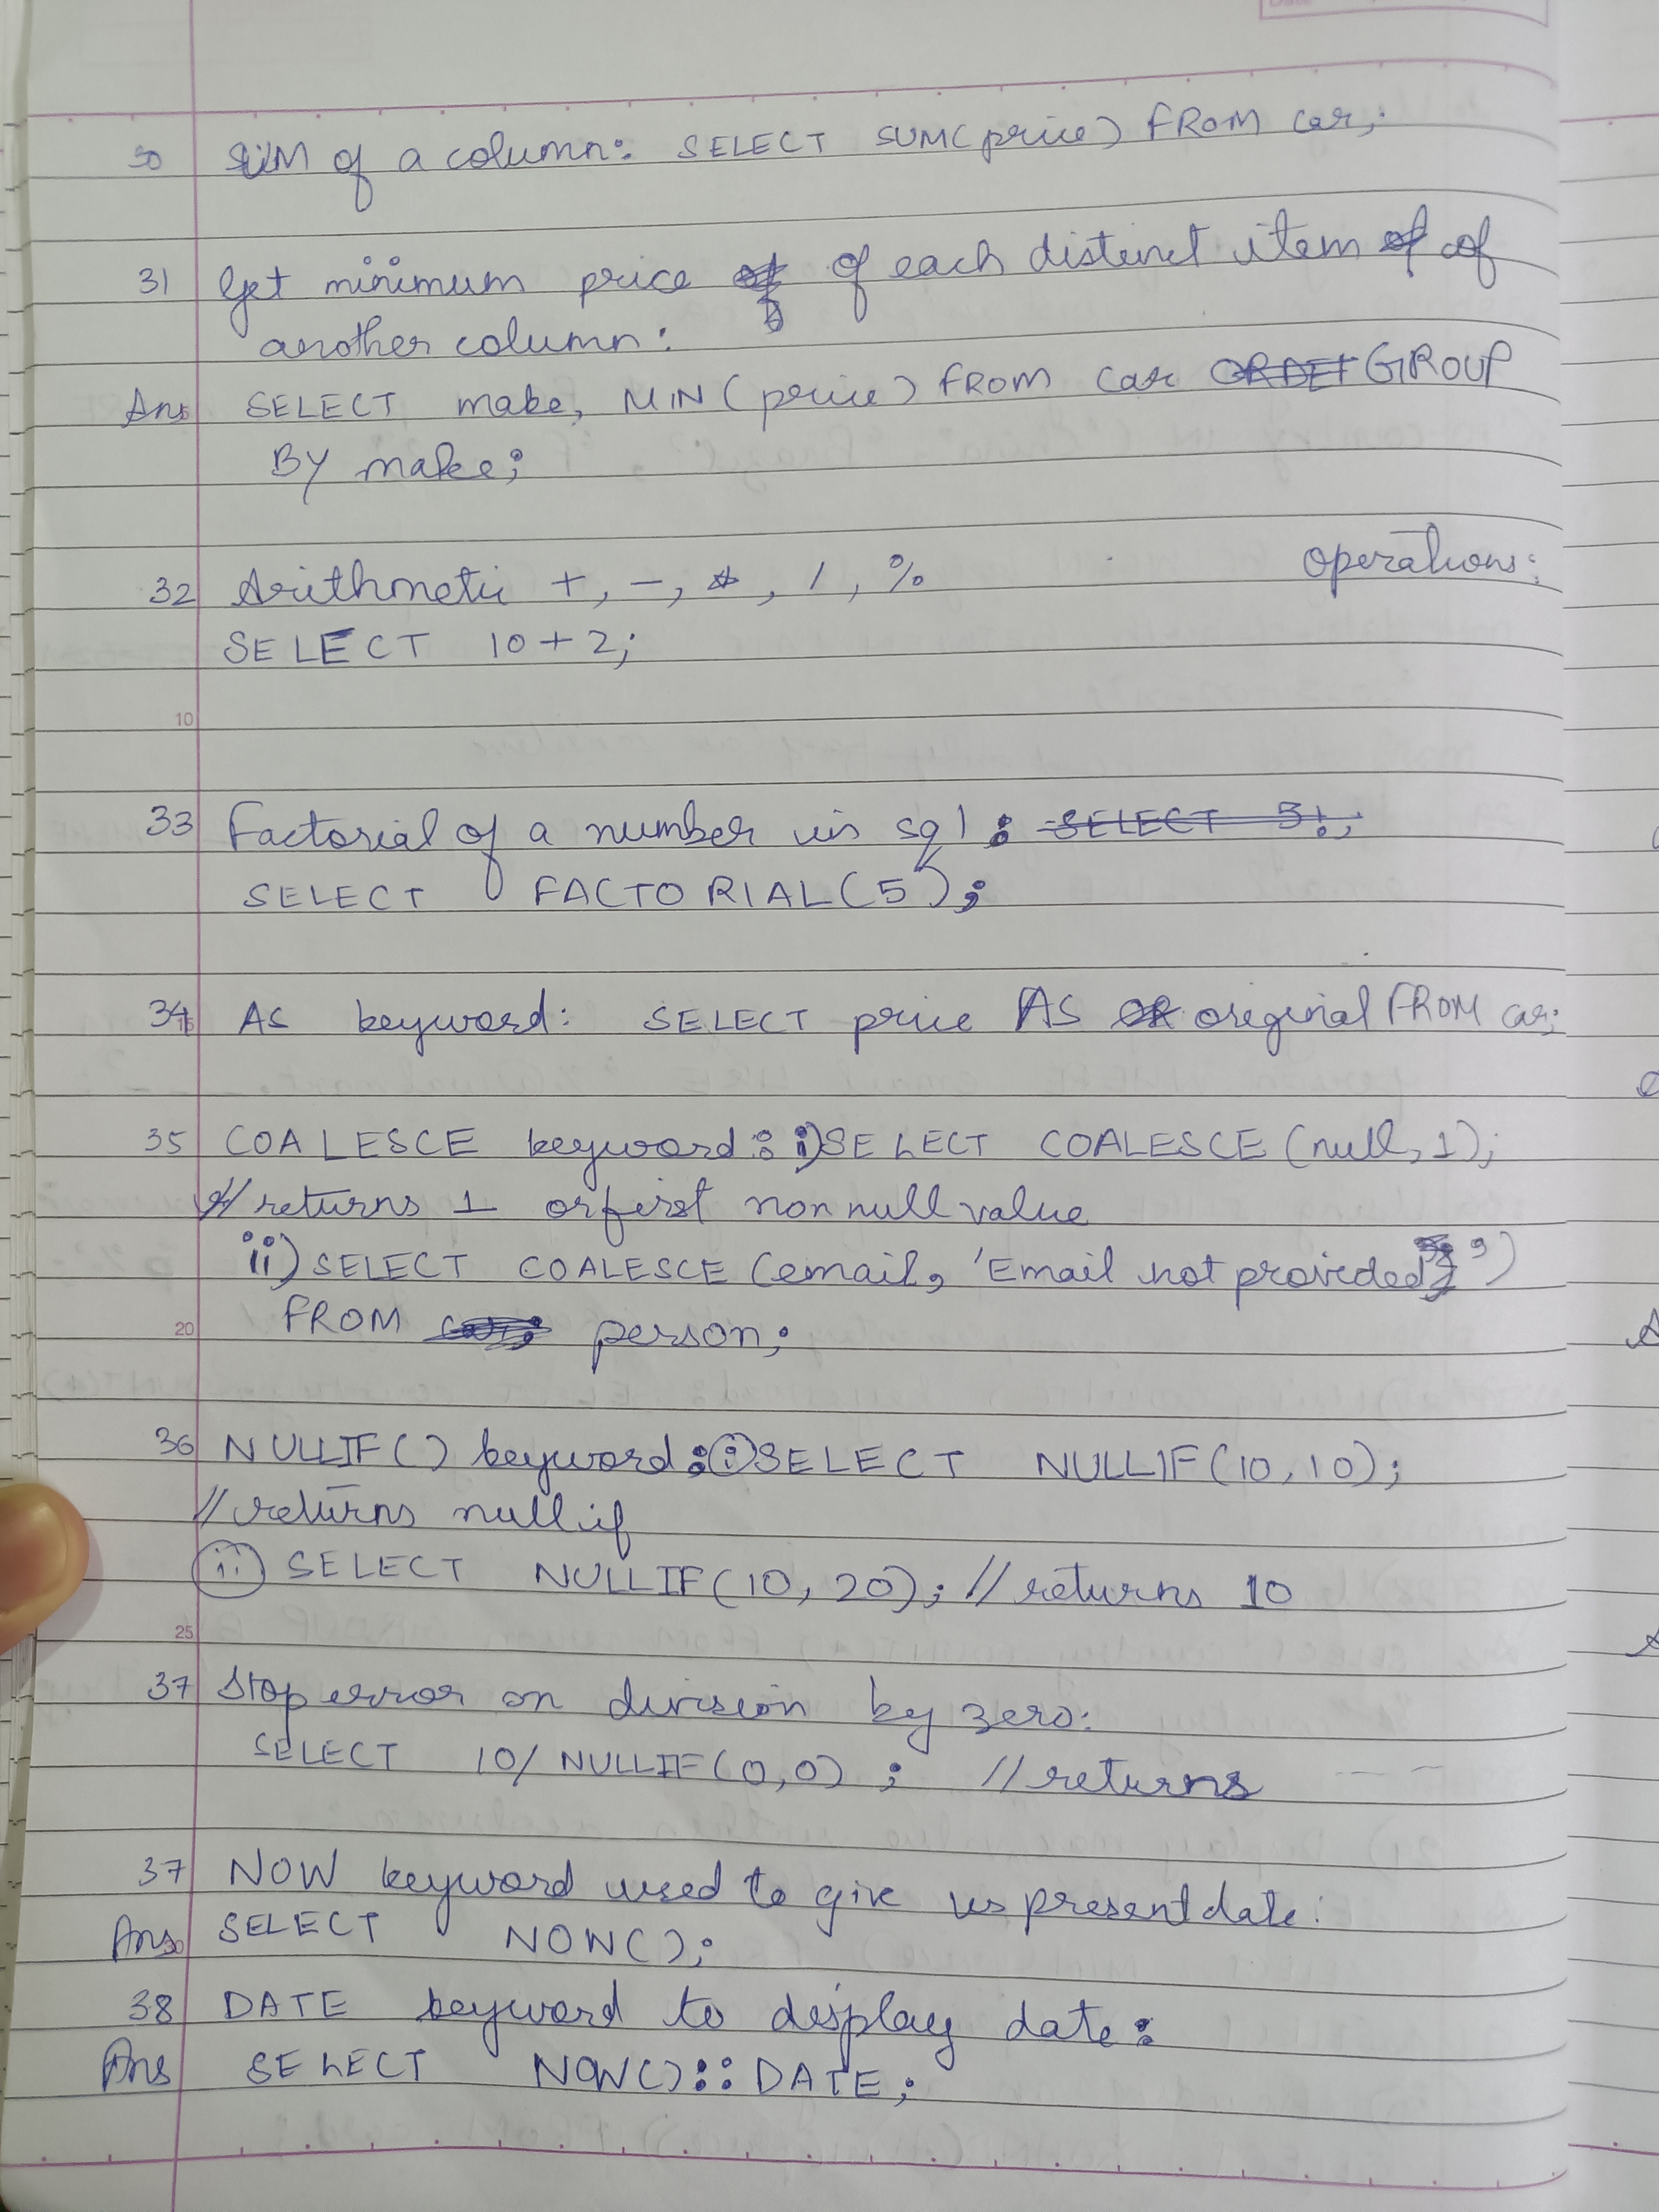 30 SUM of a column: SELECT SUM(price) FROM car;
31 Get minimum price of each distinct item of
another column:
Ans SELECT make, MIN(price) FROM car GROUP
BY make;
32 Arithmetic +, -, *, /, % operations:
SELECT 10+2;
10
33 Factorial of a number in sql: SELECT 5!;
SELECT FACTORIAL(5);
34 AS keyword: SELECT price AS original FROM car;
35 COALESCE keyword: i) SELECT COALESCE (null, 1);
// returns 1 or first non null value
ii) SELECT COALESCE (email, 'Email not provided')
20 FROM person;
36 NULLIF() keyword: i) SELECT NULLIF(10,10);
// returns null if
ii) SELECT NULLIF(10, 20); // returns 10
25
37 Stop error on division by zero:
SELECT 10/NULLIF(0,0); // returns
37 NOW keyword used to give us present date:
Ans SELECT NOW();
38 DATE keyword to display date:
Ans SELECT NOW()::DATE;